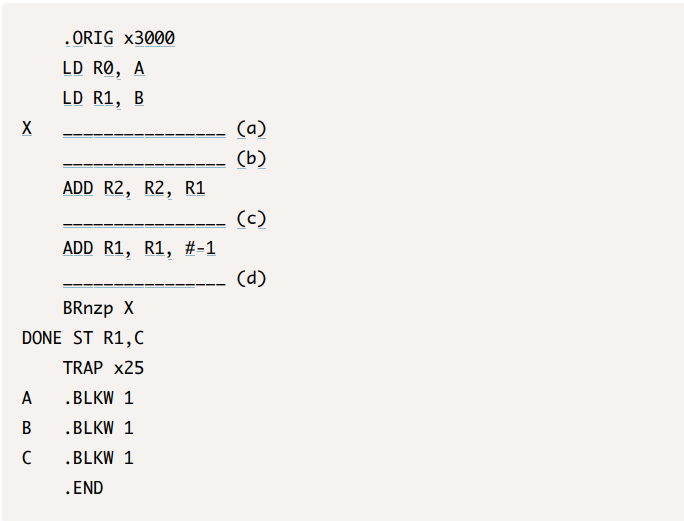 .ORIG x3000
LD R0, A
LD R1, B
X ________________ (a)
________________ (b)
ADD R2, R2, R1
________________ (c)
ADD R1, R1, #-1
________________ (d)
BRnzp X
DONE ST R1,C
TRAP x25
A .BLKW 1
B .BLKW 1
C .BLKW 1
.END